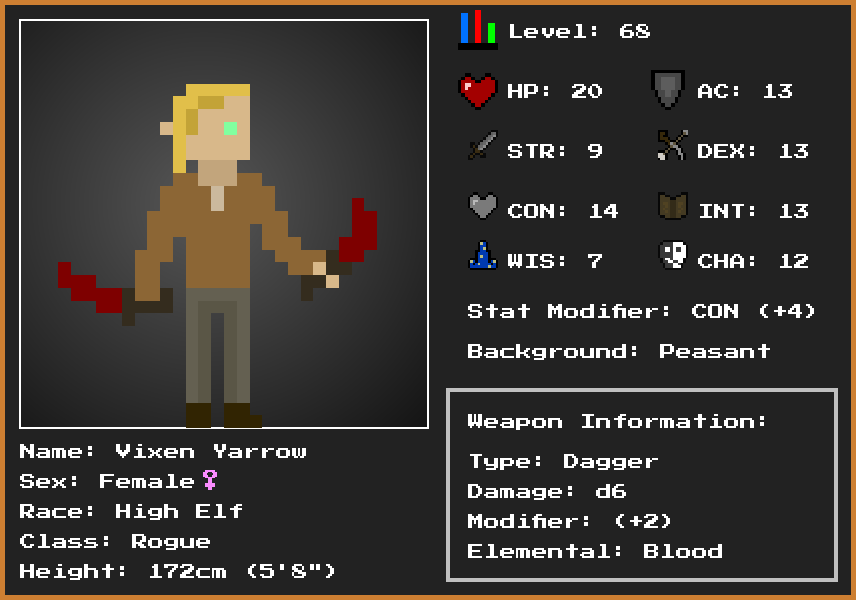 Level: 68
HP: 20 AC: 13
STR: 9 DEX: 13
CON: 14 INT: 13
WIS: 7 CHA: 12
Stat Modifier: CON (+4)
Background: Peasant
Weapon Information:
Type: Dagger
Damage: d6
Modifier: (+2)
Elemental: Blood
Name: Vixen Yarrow
Sex: Female♀
Race: High Elf
Class: Rogue
Height: 172cm (5'8")